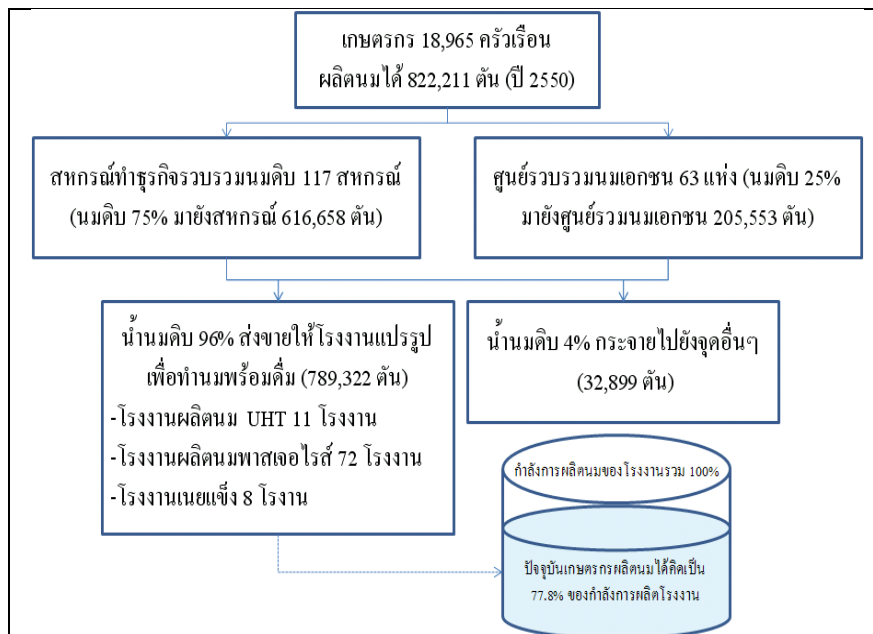 เกษตรกร 18,965 ครัวเรือน
ผลิตนมได้ 822,211 ตัน (ปี 2550)
สหกรณ์ทำธุรกิจรวบรวมนมดิบ 117 สหกรณ์
(นมดิบ 75% มายังสหกรณ์ 616,658 ตัน)
ศูนย์รวบรวมนมเอกชน 63 แห่ง (นมดิบ 25%
มายังศูนย์รวมนมเอกชน 205,553 ตัน)
น้ำนมดิบ 96% ส่งขายให้โรงงานแปรรูป
เพื่อทำนมพร้อมดื่ม (789,322 ตัน)
-โรงงานผลิตนม UHT 11 โรงงาน
-โรงงานผลิตนมพาสเจอไรส์ 72 โรงงาน
-โรงงานเนยแข็ง 8 โรงาน
น้ำนมดิบ 4% กระจายไปยังจุดอื่นๆ
(32,899 ตัน)
กำลังการผลิตนมของโรงงานรวม 100%
ปัจจุบันเกษตรกรผลิตนมได้คิดเป็น
77.8% ของกำลังการผลิตโรงงาน